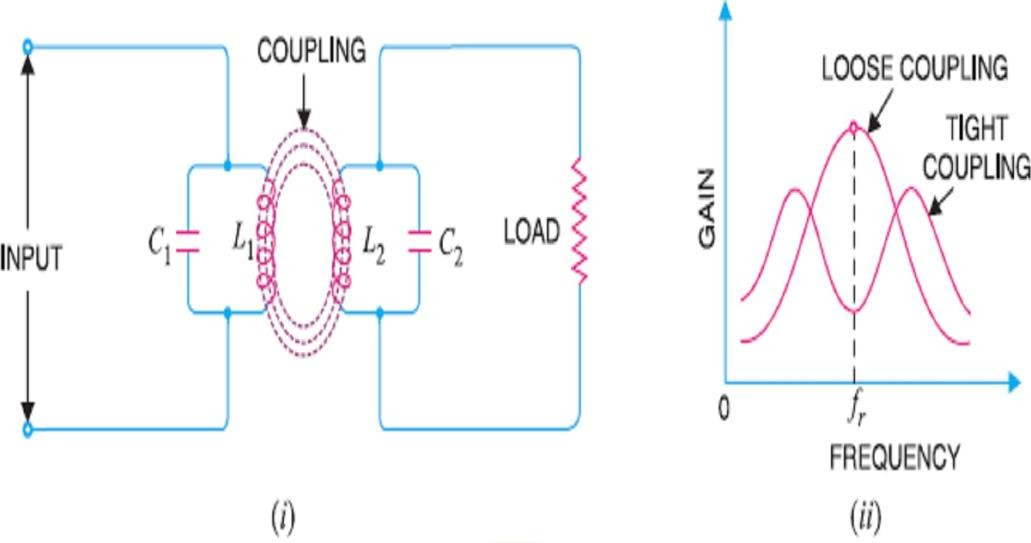 COUPLING
INPUT
C1
L1
L2
C2
LOAD
(i)
LOOSE COUPLING
TIGHT
COUPLING
GAIN
0
fr
FREQUENCY
(ii)